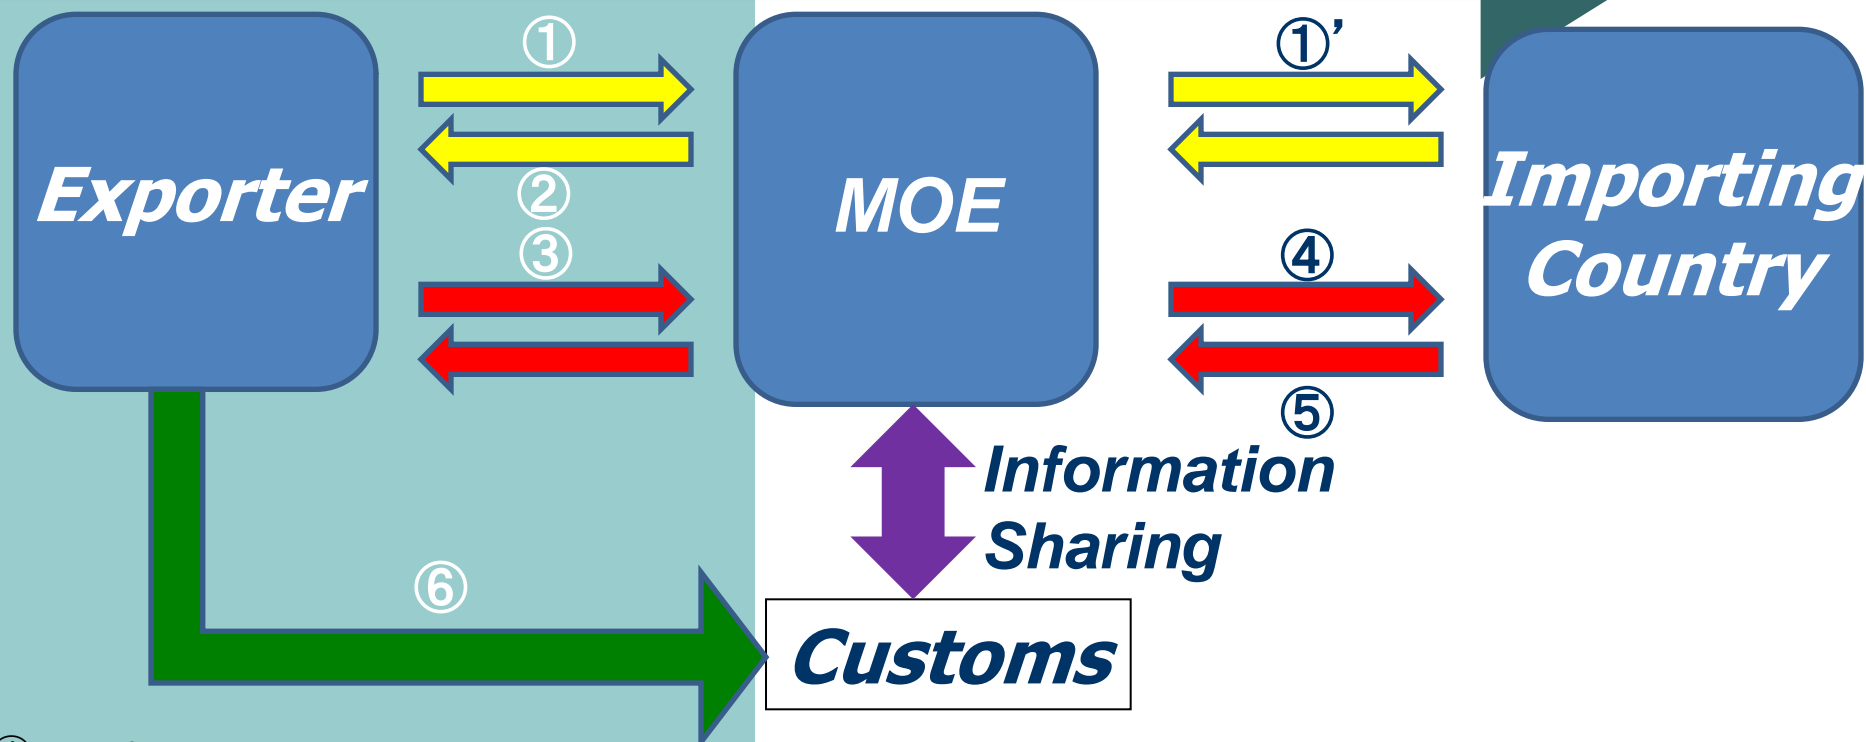 ①
①’
Exporter
MOE
Importing
Country
②
③
④
⑤
Information
Sharing
⑥
Customs